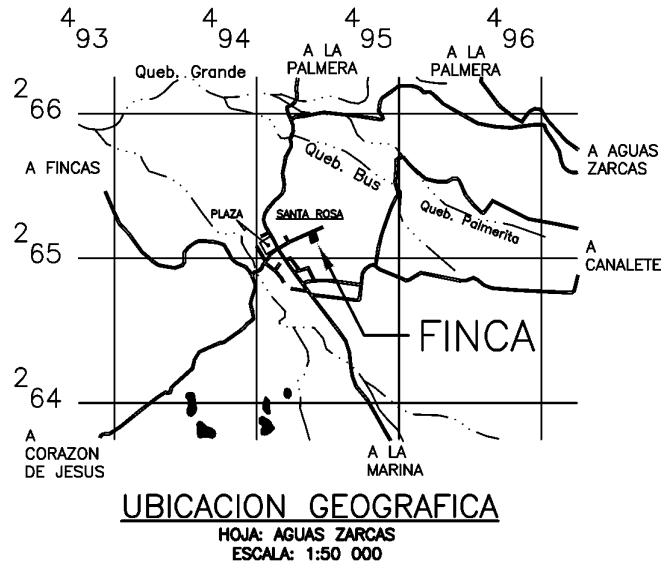 4
93
4
94
4
95
4
96
A LA
PALMERA
A LA
PALMERA
Queb. Grande
2
66
A AGUAS
ZARCAS
A FINCAS
Queb. Bus
Queb. Palmerita
PLAZA
SANTA ROSA
2
65
A
CANALETE
FINCA
2
64
A
CORAZON
DE JESUS
A LA
MARINA
UBICACION GEOGRAFICA
HOJA: AGUAS ZARCAS
ESCALA: 1:50 000